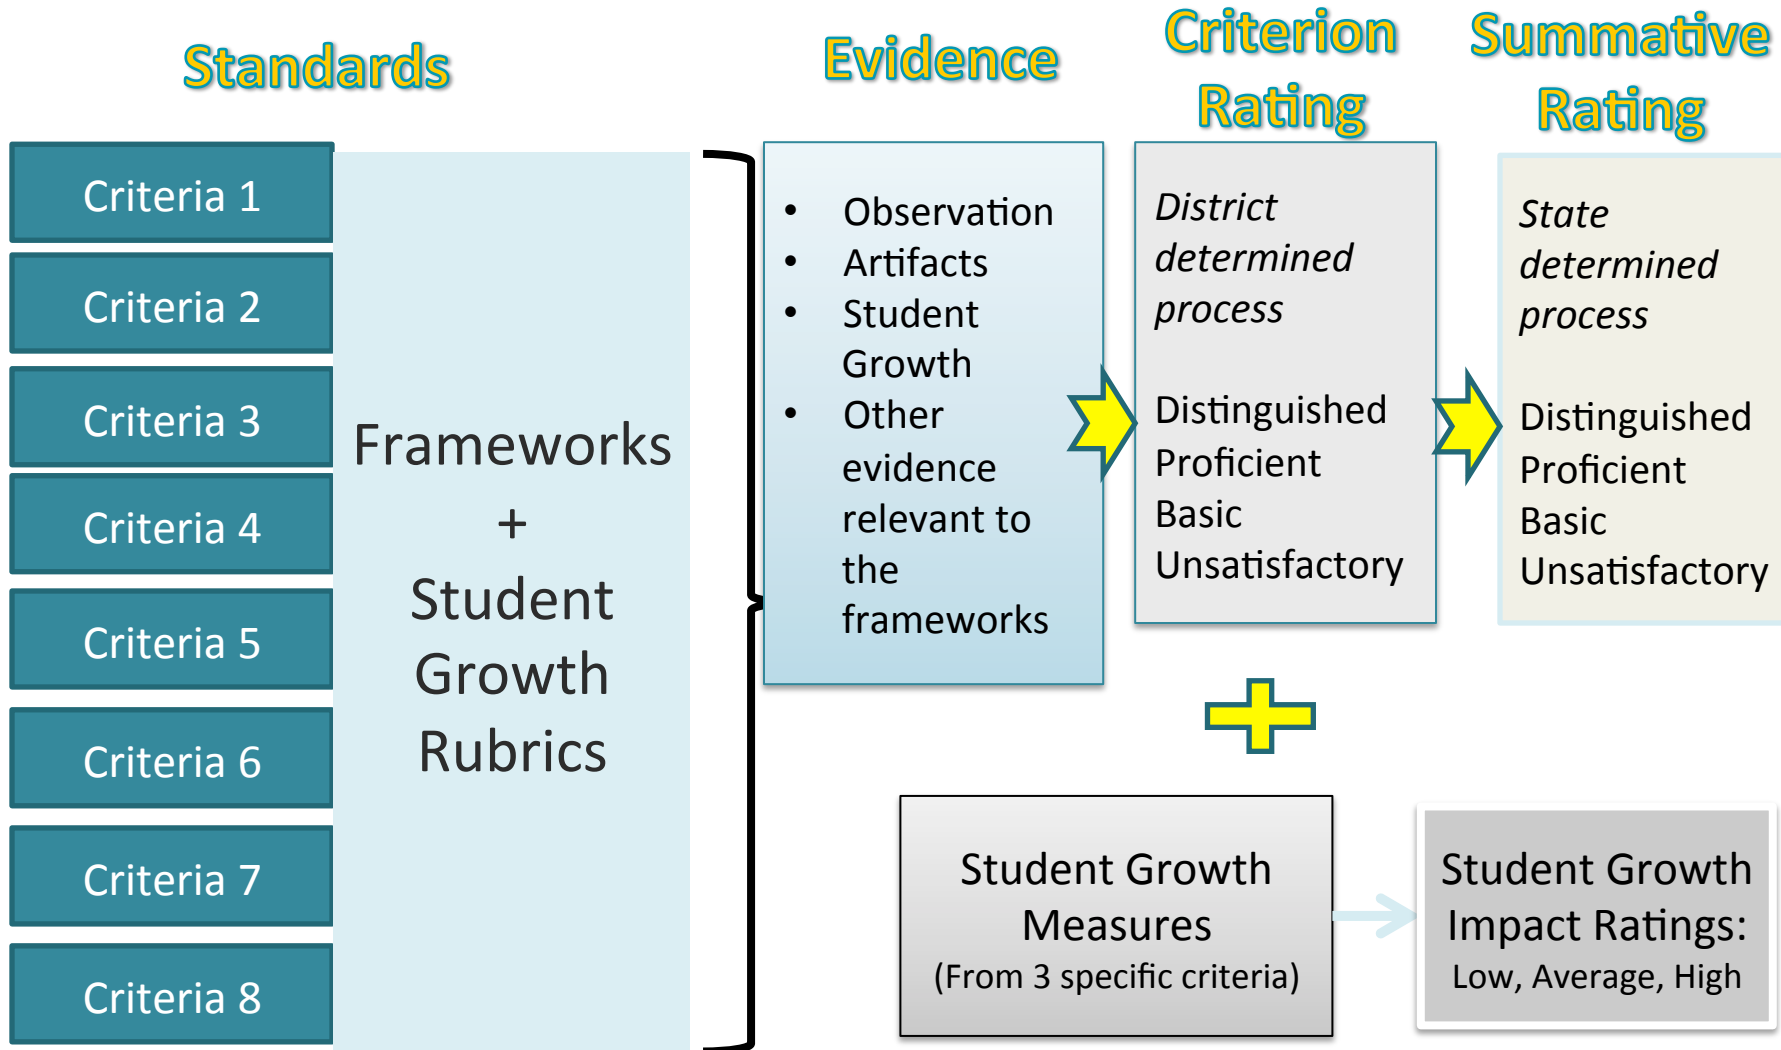 Standards
Criteria 1
Criteria 2
Criteria 3
Criteria 4
Criteria 5
Criteria 6
Criteria 7
Criteria 8
Frameworks
+
Student
Growth
Rubrics
Evidence
• Observation
• Artifacts
• Student
Growth
• Other
evidence
relevant to
the
frameworks
Criterion
Rating
District
determined
process
Distinguished
Proficient
Basic
Unsatisfactory
Summative
Rating
State
determined
process
Distinguished
Proficient
Basic
Unsatisfactory
Student Growth
Measures
(From 3 specific criteria)
Student Growth
Impact Ratings:
Low, Average, High